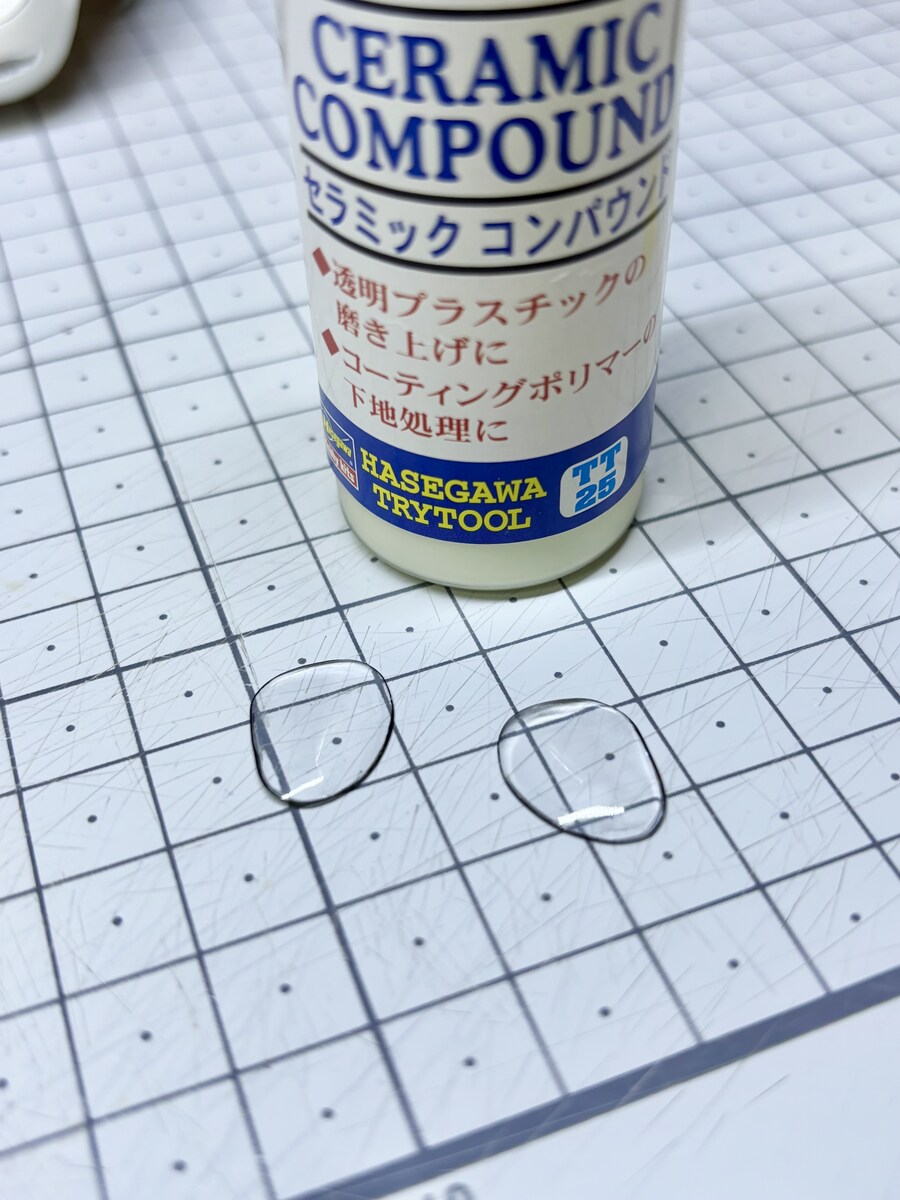 CERAMIC
COMPOUND
セラミック コンパウンド
◆透明プラスチックの
磨き上げに
◆コーティングポリマーの
下地処理に
HASEGAWA
TRYTOOL
TT
25